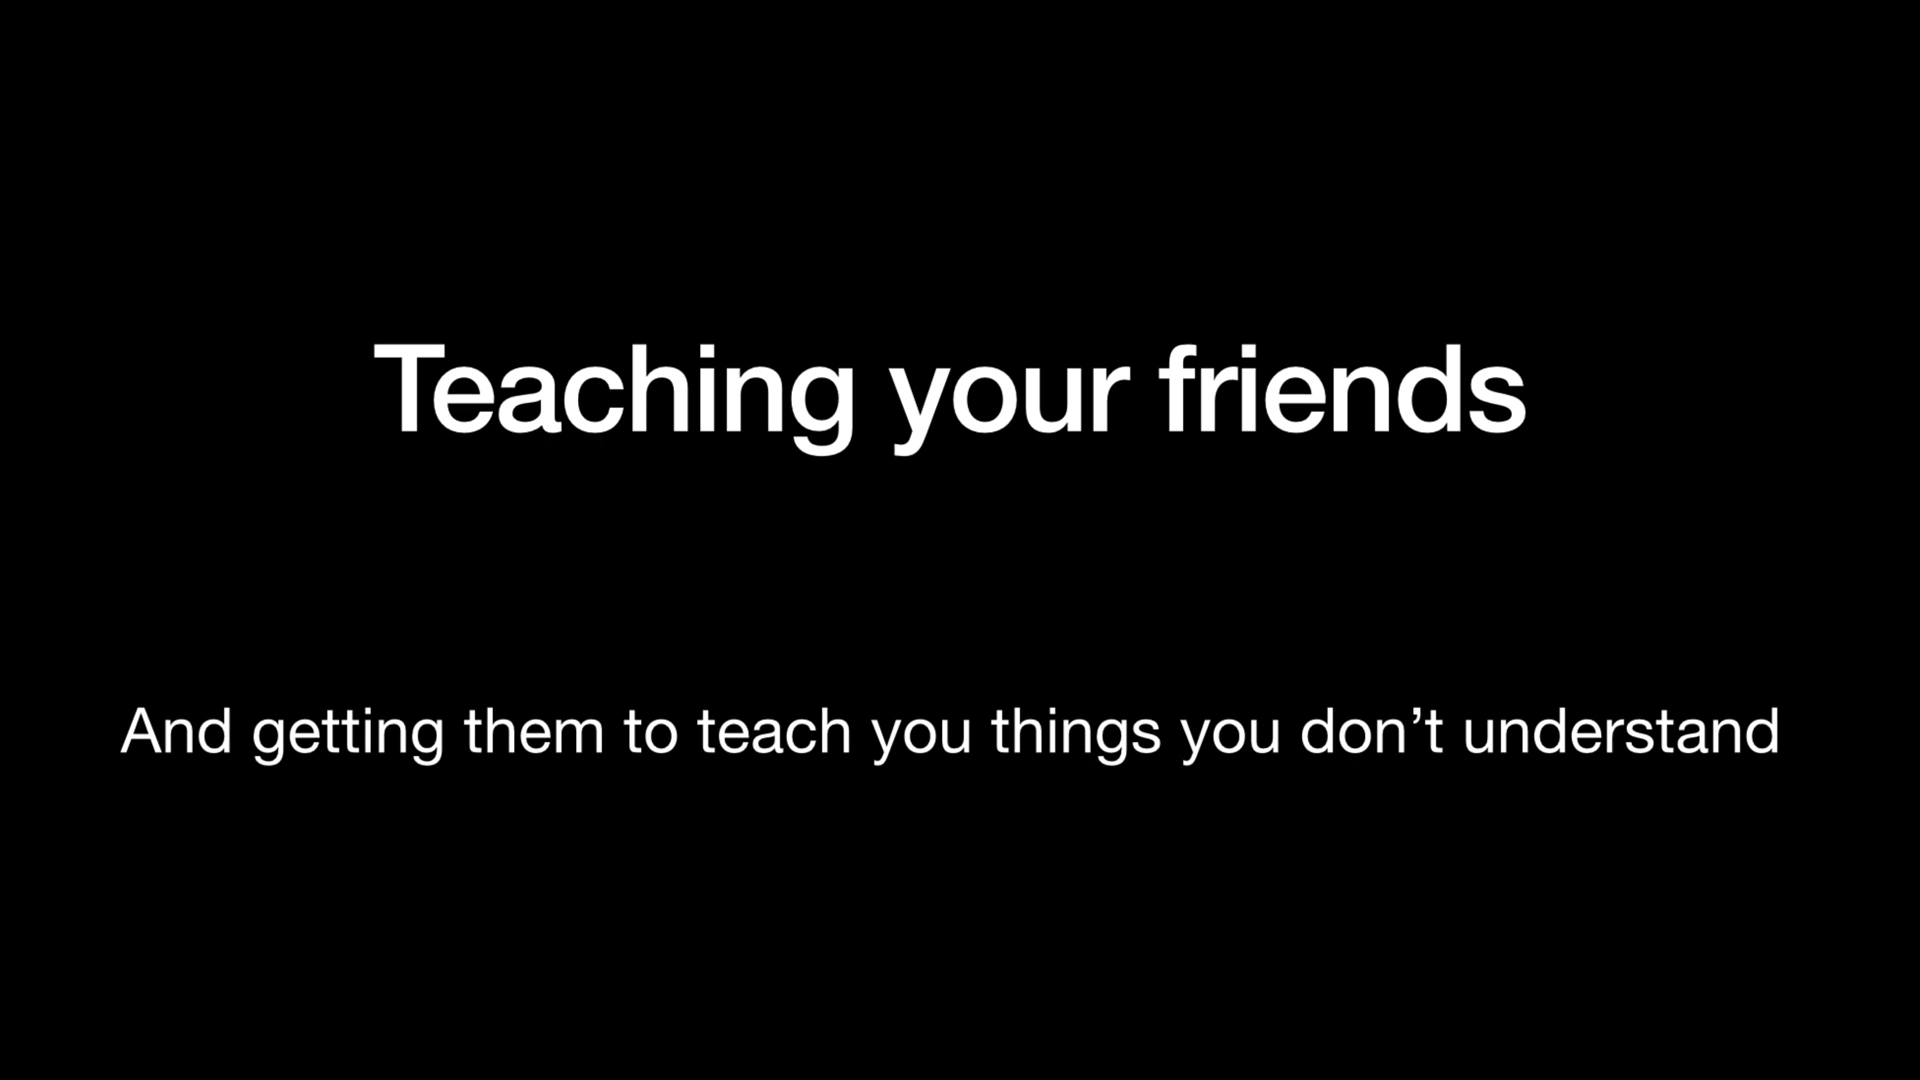 Teaching your friends
And getting them to teach you things you don’t understand